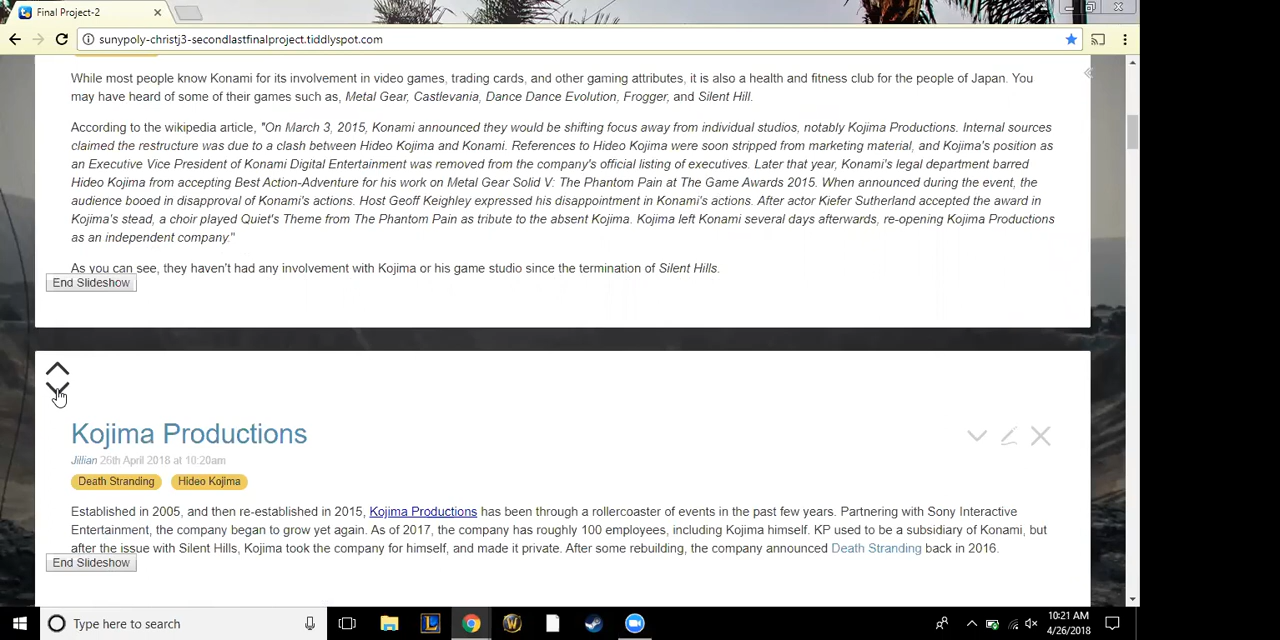 Final Project-2
sunypoly-christj3-secondlastfinalproject.tiddlyspot.com
While most people know Konami for its involvement in video games, trading cards, and other gaming attributes, it is also a health and fitness club for the people of Japan. You
may have heard of some of their games such as, Metal Gear, Castlevania, Dance Dance Evolution, Frogger, and Silent Hill.
According to the wikipedia article, "On March 3, 2015, Konami announced they would be shifting focus away from individual studios, notably Kojima Productions. Internal sources
claimed the restructure was due to a clash between Hideo Kojima and Konami. References to Hideo Kojima were soon stripped from marketing material, and Kojima's position as
an Executive Vice President of Konami Digital Entertainment was removed from the company's official listing of executives. Later that year, Konami's legal department barred
Hideo Kojima from accepting Best Action-Adventure for his work on Metal Gear Solid V: The Phantom Pain at The Game Awards 2015. When announced during the event, the
audience booed in disapproval of Konami's actions. Host Geoff Keighley expressed his disappointment in Konami's actions. After actor Kiefer Sutherland accepted the award in
Kojima's stead, a choir played Quiet's Theme from The Phantom Pain as tribute to the absent Kojima. Kojima left Konami several days afterwards, re-opening Kojima Productions
as an independent company."
As you can see, they haven't had any involvement with Kojima or his game studio since the termination of Silent Hills.
End Slideshow
Kojima Productions
Jillian 26th April 2018 at 10:20am
Death Stranding Hideo Kojima
Established in 2005, and then re-established in 2015, Kojima Productions has been through a rollercoaster of events in the past few years. Partnering with Sony Interactive
Entertainment, the company began to grow yet again. As of 2017, the company has roughly 100 employees, including Kojima himself. KP used to be a subsidiary of Konami, but
after the issue with Silent Hills, Kojima took the company for himself, and made it private. After some rebuilding, the company announced Death Stranding back in 2016.
End Slideshow
Type here to search
10:21 AM
4/26/2018